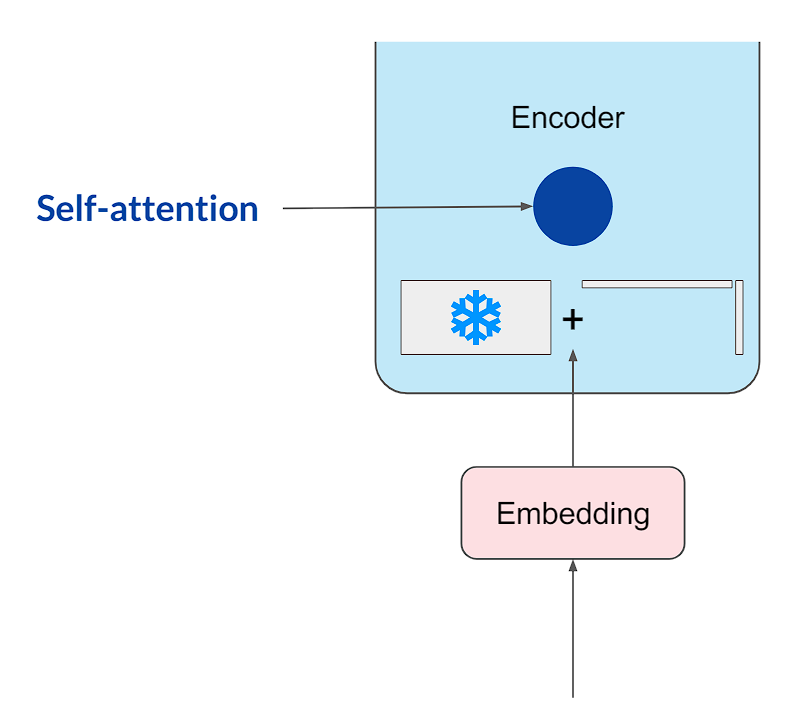 Encoder
Self-attention
+
Embedding